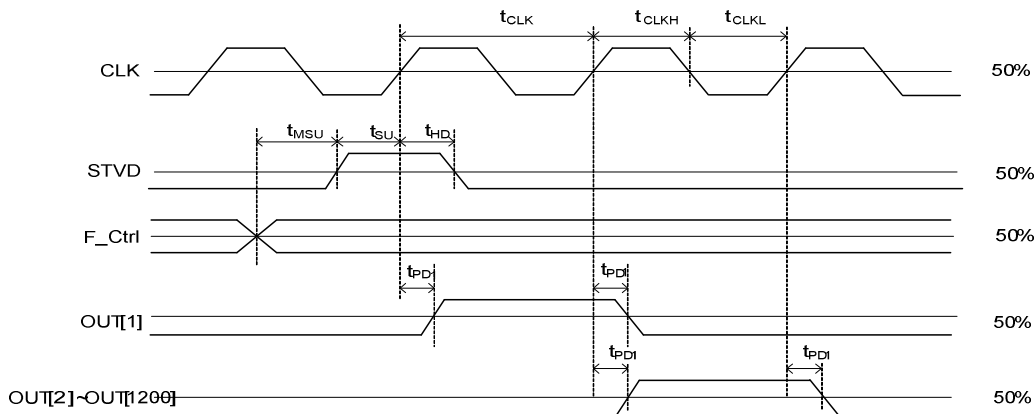 tCLK tCLKH tCLKL
CLK 50%
tMSU tSU tHD
STVD 50%
F_Ctrl 50%
tPD1 tPD1
OUT[1] 50%
tPD1 tPD1
OUT[2]~OUT[1200] 50%